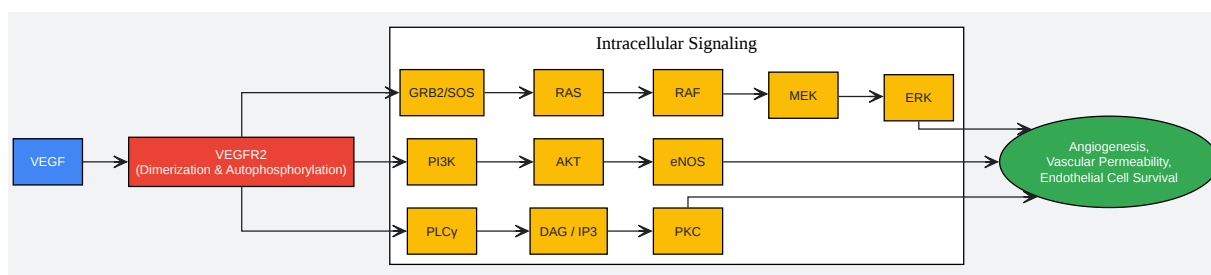 Intracellular Signaling
GRB2/SOS
RAS
RAF
MEK
ERK
VEGF
VEGFR2
(Dimerization & Autophosphorylation)
PI3K
AKT
eNOS
Angiogenesis,
Vascular Permeability,
Endothelial Cell Survival
PLCγ
DAG / IP3
PKC